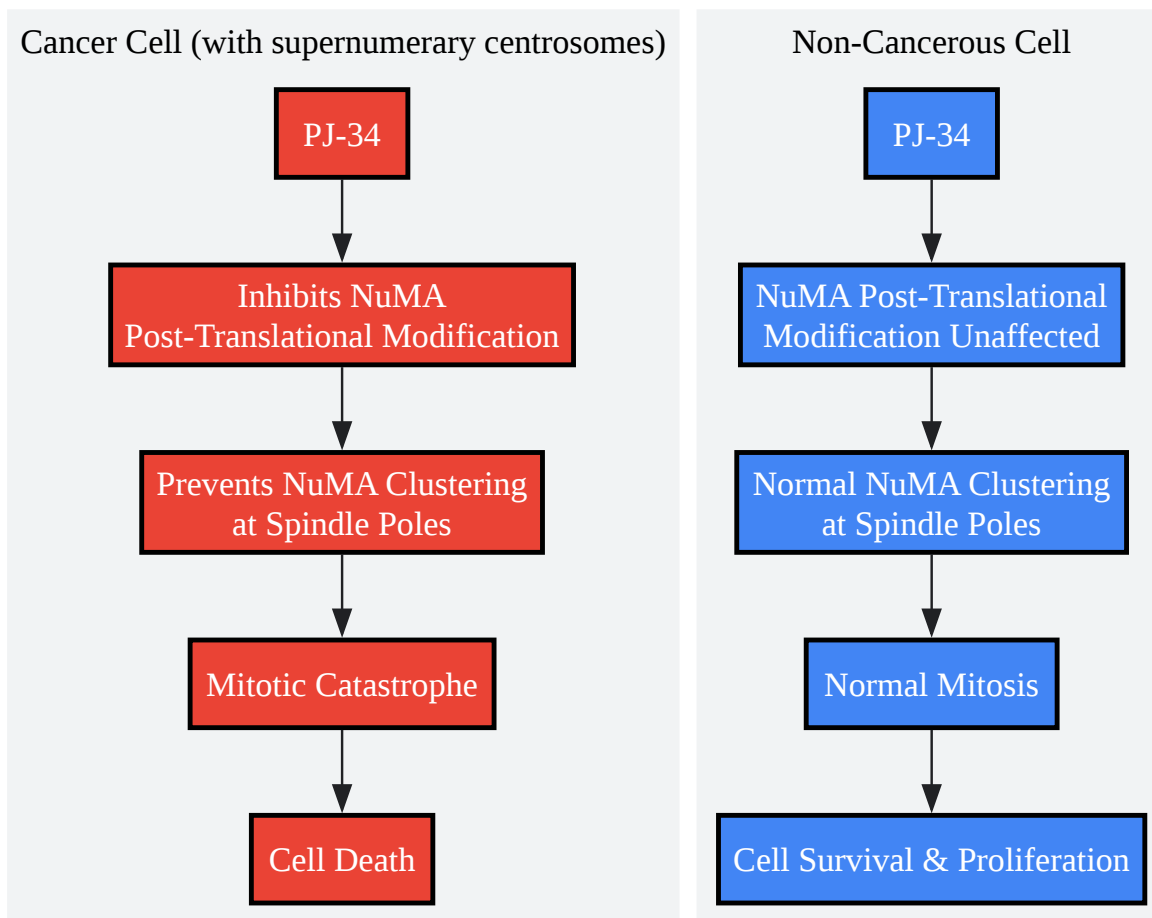 Cancer Cell (with supernumerary centrosomes)
PJ-34
Inhibits NuMA
Post-Translational Modification
Prevents NuMA Clustering
at Spindle Poles
Mitotic Catastrophe
Cell Death
Non-Cancerous Cell
PJ-34
NuMA Post-Translational
Modification Unaffected
Normal NuMA Clustering
at Spindle Poles
Normal Mitosis
Cell Survival & Proliferation